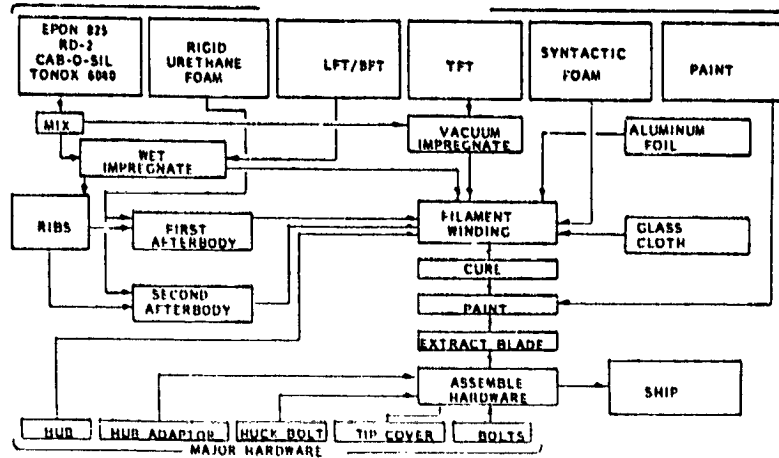 EPON 825
RD-2
CAB-O-SIL
TONOX 6040
RIGID
URETHANE
FOAM
LFT/BFT
TFT
SYNTACTIC
FOAM
PAINT
MIX
VACUUM
IMPREGNATE
ALUMINUM
FOIL
WET
IMPREGNATE
RIBS
FIRST
AFTERBODY
FILAMENT
WINDING
GLASS
CLOTH
CURE
SECOND
AFTERBODY
PAINT
EXTRACT BLADE
ASSEMBLE
HARDWARE
SHIP
HUB
HUB ADAPTOR
HUCK BOLT
TIP COVER
BOLTS
MAJOR HARDWARE